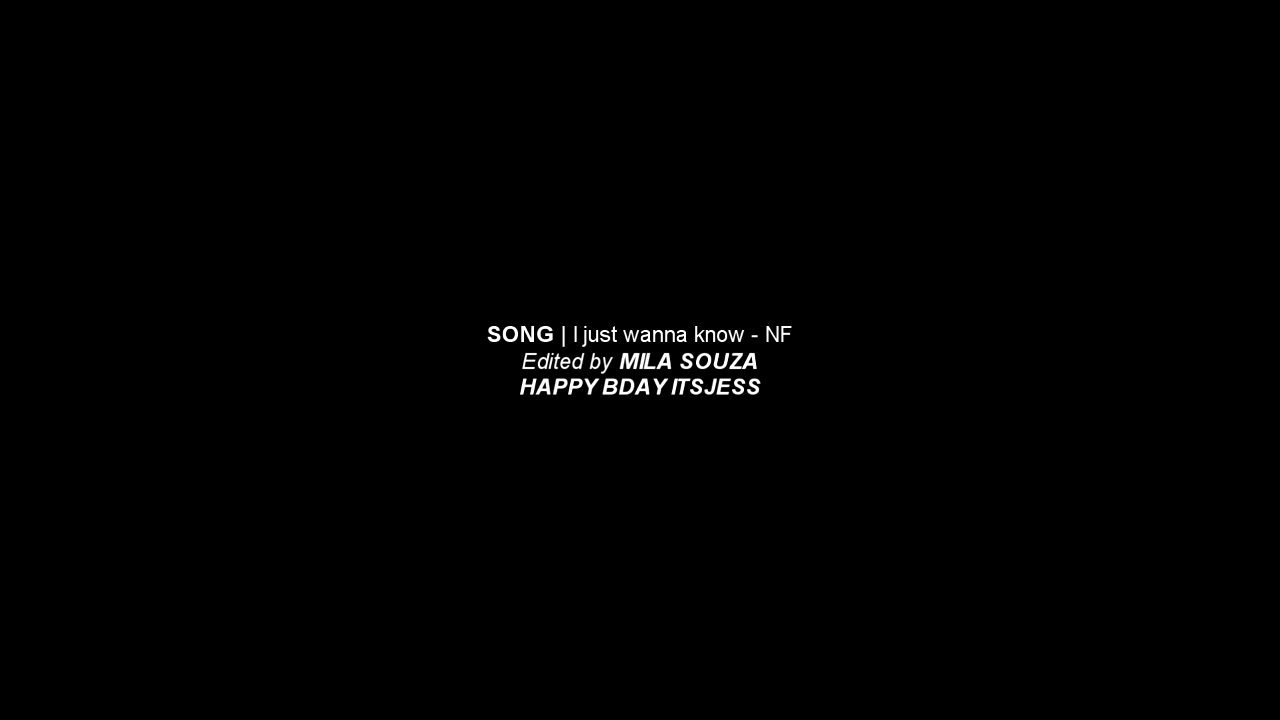 SONG | I just wanna know - NF
Edited by MILA SOUZA
HAPPY BDAY ITSJESS